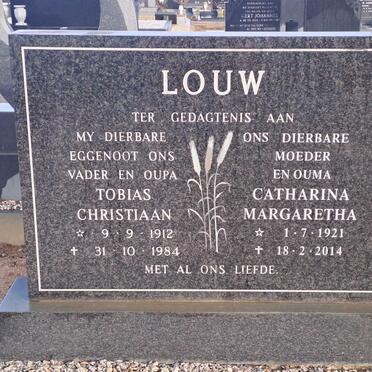 LOUW
TER GEDAGTENIS AAN
MY DIERBARE
EGGENOOT ONS
VADER EN OUPA
TOBIAS
CHRISTIAAN
☆ 9·9·1912
✝ 31·10·1984
ONS DIERBARE
MOEDER
EN OUMA
CATHARINA
MARGARETHA
☆ 1·7·1921
✝ 18·2·2014
MET AL ONS LIEFDE.